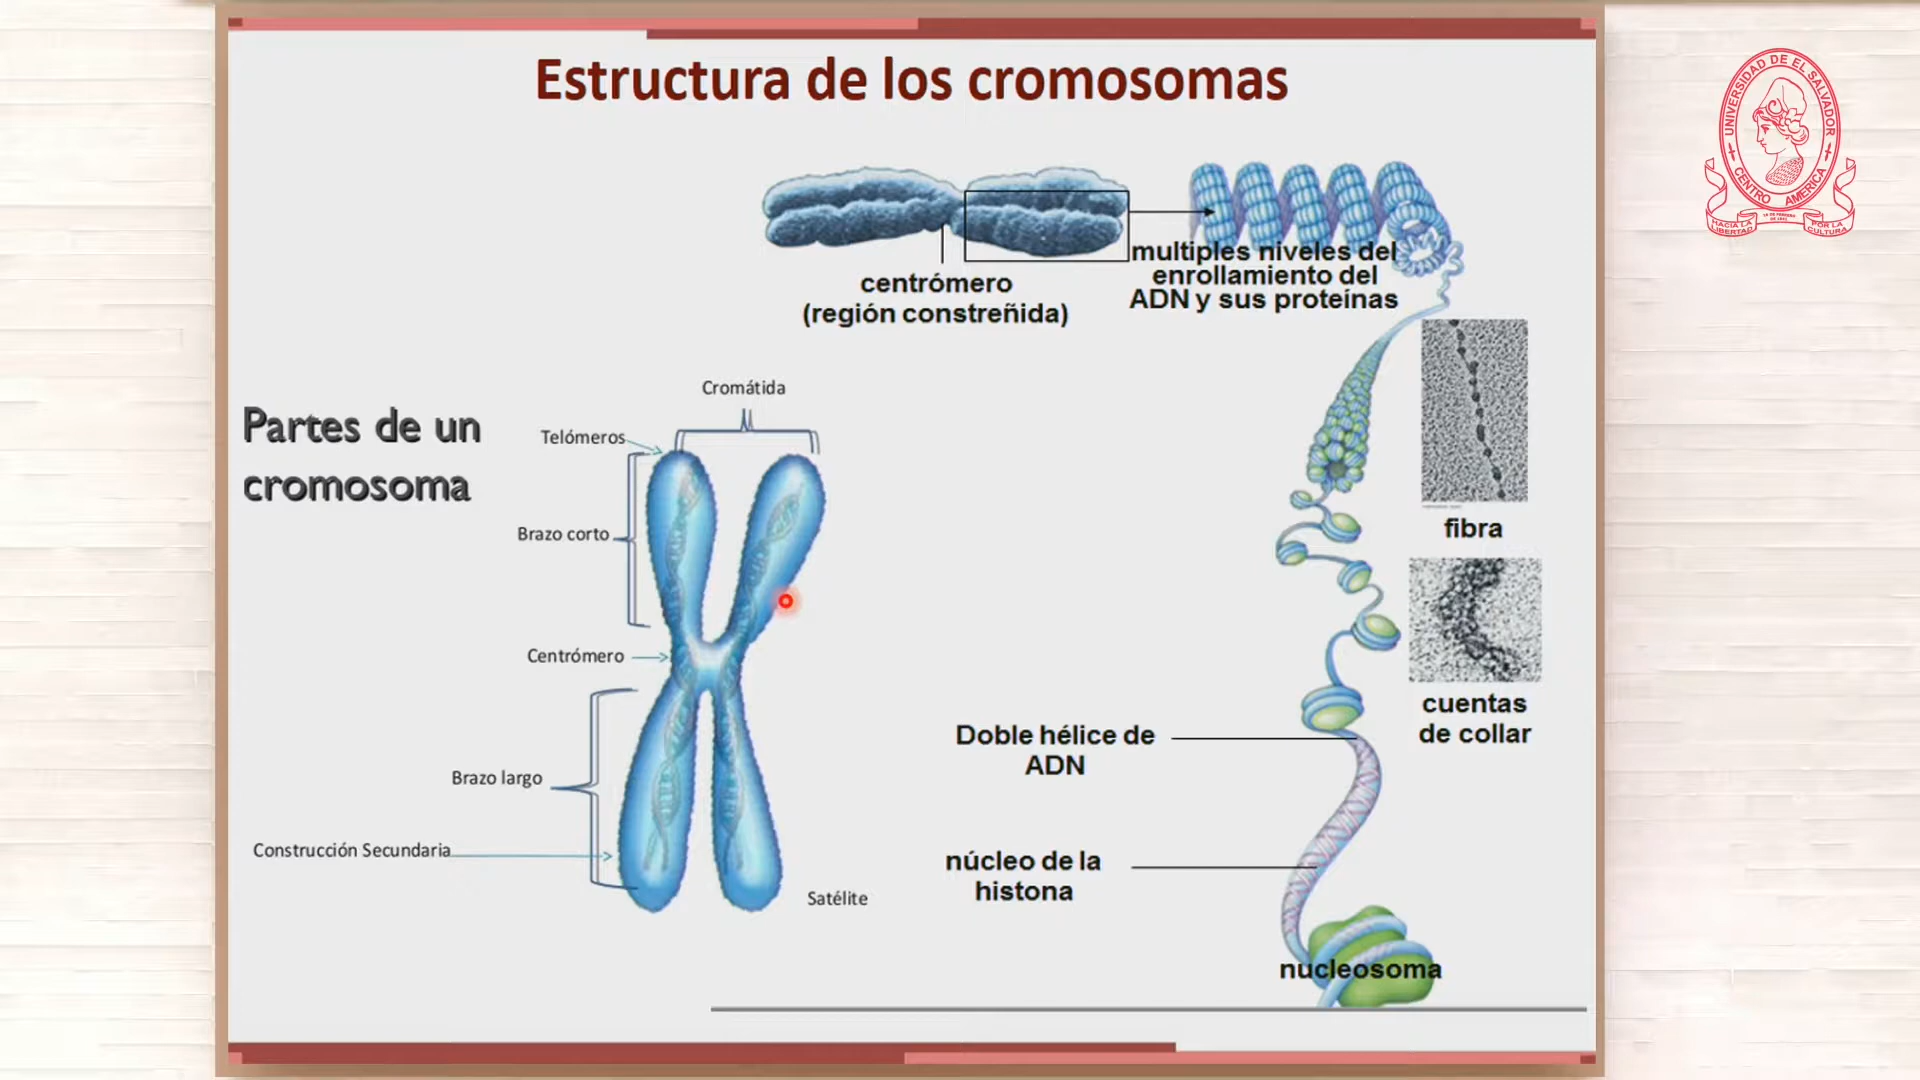 Estructura de los cromosomas
UNIVERSIDAD DE EL SALVADOR
CENTRO AMERICA
HACIA LA
LIBERTAD
POR LA
CULTURA
centrómero
(región constreñida)
multiples niveles del
enrollamiento del
ADN y sus proteínas
Partes de un
cromosoma
Cromátida
Telómeros
Brazo corto
Centrómero
Brazo largo
Construcción Secundaria
Satélite
fibra
cuentas
de collar
Doble hélice de
ADN
núcleo de la
histona
nucleosoma